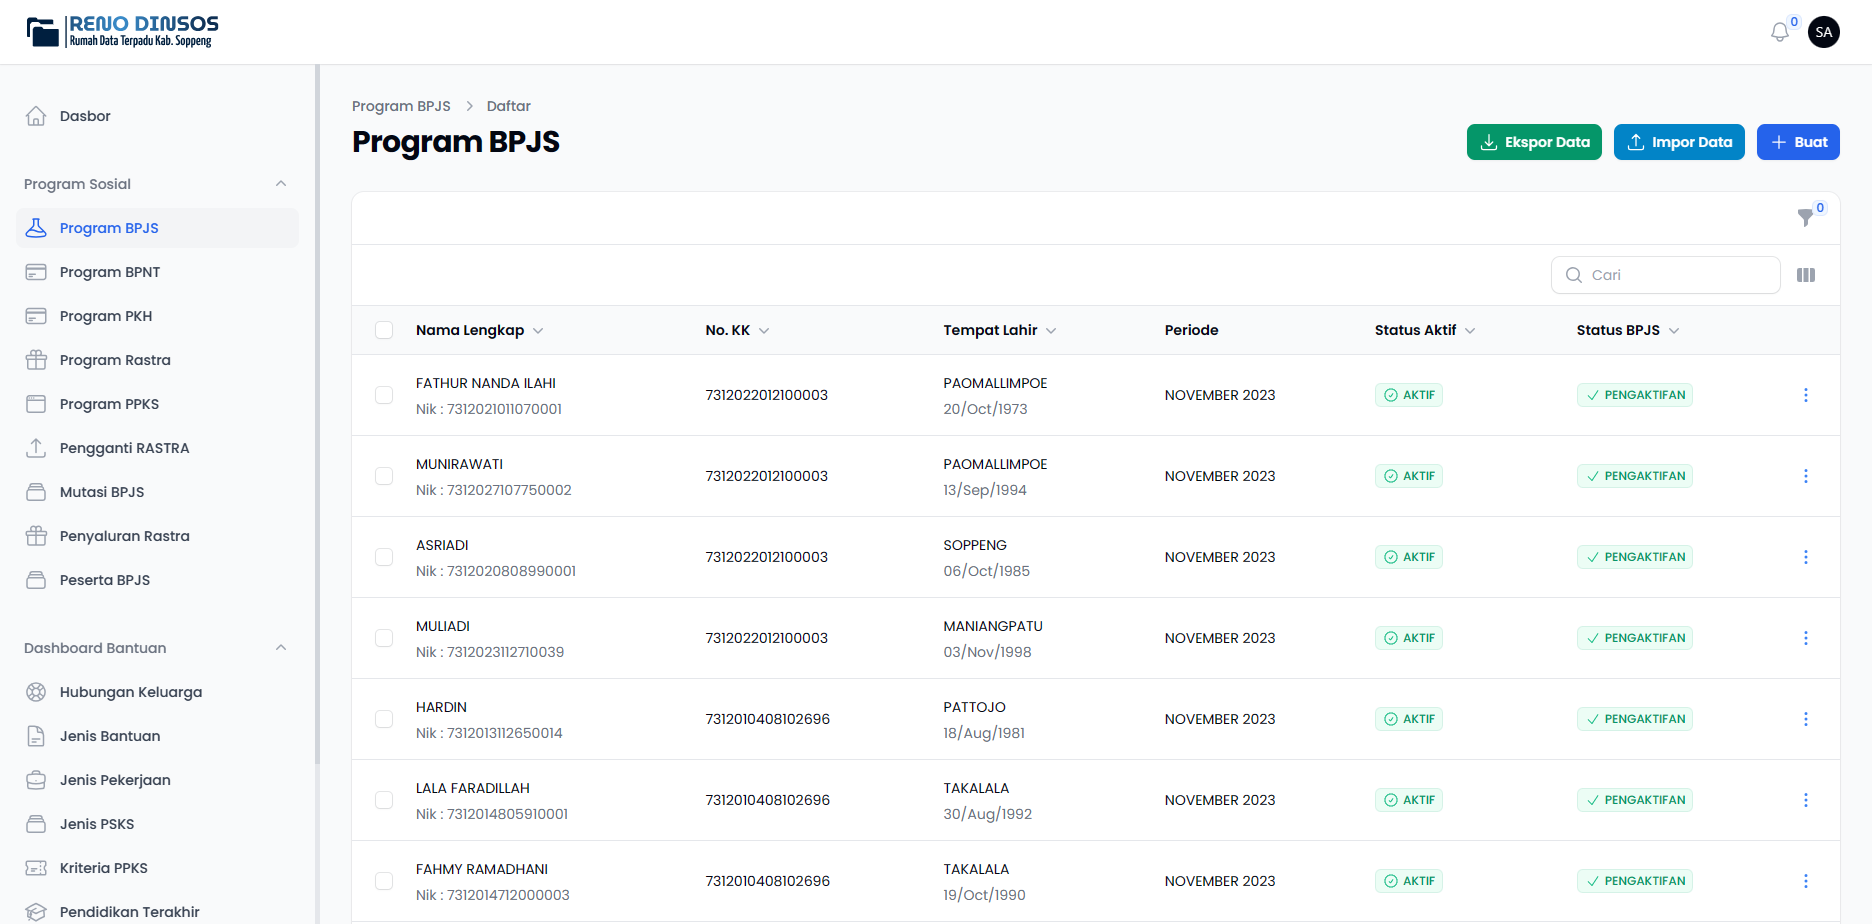 RENO DINSOS
Rumah Data Terpadu Kab. Soppeng
0
SA
Dasbor
Program Sosial
Program BPJS
Program BPNT
Program PKH
Program Rastra
Program PPKS
Pengganti RASTRA
Mutasi BPJS
Penyaluran Rastra
Peserta BPJS
Dashboard Bantuan
Hubungan Keluarga
Jenis Bantuan
Jenis Pekerjaan
Jenis PSKS
Kriteria PPKS
Pendidikan Terakhir
Program BPJS > Daftar
Program BPJS
Ekspor Data
Impor Data
Buat
0
Cari
Nama Lengkap No. KK Tempat Lahir Periode Status Aktif Status BPJS
FATHUR NANDA ILAHI PAOMALLIMPOE
7312022012100003 NOVEMBER 2023 AKTIF PENGAKTIFAN
Nik : 7312021011070001 20/Oct/1973
MUNIRAWATI PAOMALLIMPOE
7312022012100003 NOVEMBER 2023 AKTIF PENGAKTIFAN
Nik : 7312027107750002 13/Sep/1994
ASRIADI SOPPENG
7312022012100003 NOVEMBER 2023 AKTIF PENGAKTIFAN
Nik : 7312020808990001 06/Oct/1985
MULIADI MANIANGPATU
7312022012100003 NOVEMBER 2023 AKTIF PENGAKTIFAN
Nik : 7312023112710039 03/Nov/1998
HARDIN PATTOJO
7312010408102696 NOVEMBER 2023 AKTIF PENGAKTIFAN
Nik : 7312013112650014 18/Aug/1981
LALA FARADILLAH TAKALALA
7312010408102696 NOVEMBER 2023 AKTIF PENGAKTIFAN
Nik : 7312014805910001 30/Aug/1992
FAHMY RAMADHANI TAKALALA
7312010408102696 NOVEMBER 2023 AKTIF PENGAKTIFAN
Nik : 7312014712000003 19/Oct/1990